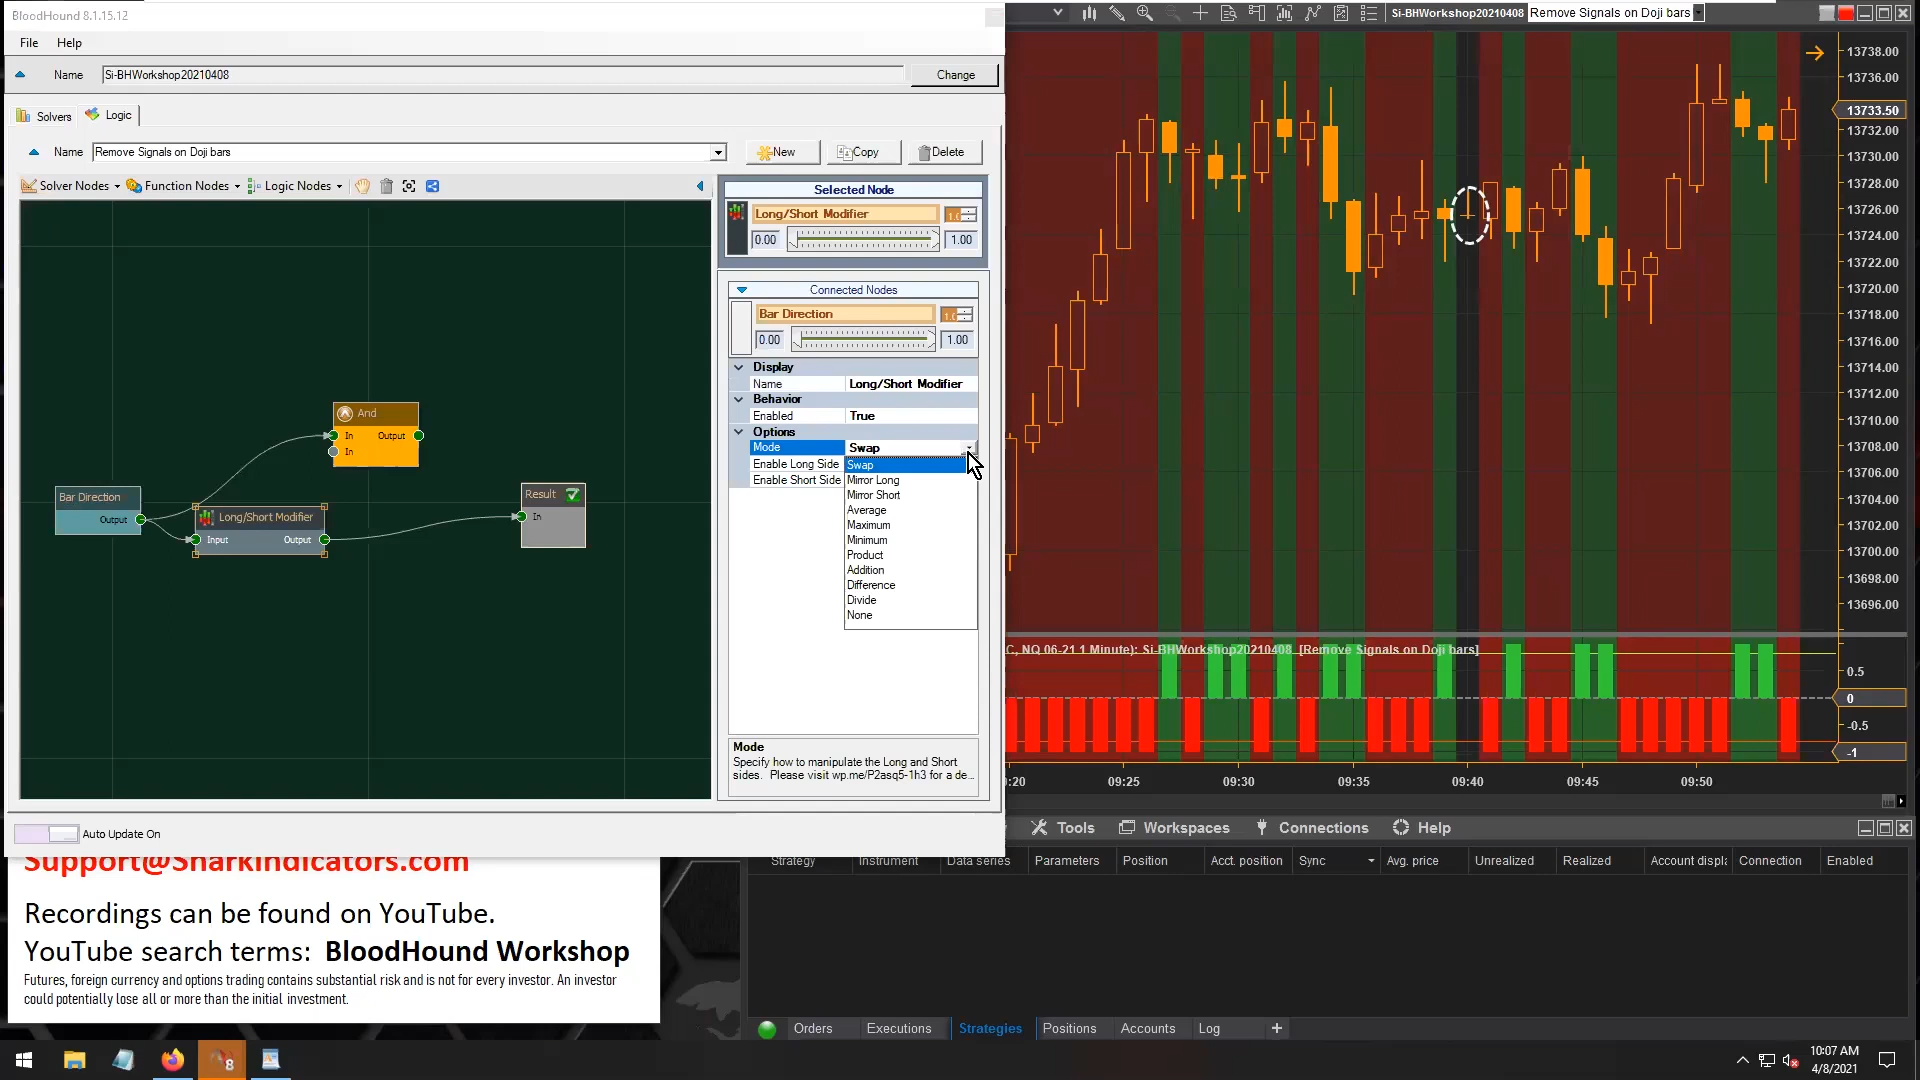 BloodHound 8.1.15.12
File Help
Name Si-BHWorkshop20210408 Change
Solvers Logic
Name Remove Signals on Doji bars New Copy Delete
Solver Nodes Function Nodes Logic Nodes
Selected Node
Long/Short Modifier
0.00 1.00
Connected Nodes
Bar Direction
0.00 1.00
Display
Name Long/Short Modifier
Behavior
Enabled True
Options
Mode Swap
Enable Long Side
Enable Short Side
Swap
Mirror Long
Mirror Short
Average
Maximum
Minimum
Product
Addition
Difference
Divide
None
Mode
Specify how to manipulate the Long and Short
sides. Please visit wp.me/P2asq5-1h3 for a de...
And
In Output
In
Bar Direction
Output
Long/Short Modifier
Input Output
Result
In
Auto Update On
Si-BHWorkshop20210408 Remove Signals on Doji bars
13738.00
13736.00
13733.50
13732.00
13730.00
13728.00
13726.00
13724.00
13722.00
13720.00
13718.00
13716.00
13714.00
13712.00
13710.00
13708.00
13706.00
13704.00
13702.00
13700.00
13698.00
13696.00
C, NQ 06-21 1 Minute): Si-BHWorkshop20210408 [Remove Signals on Doji bars]
0.5
0
-0.5
-1
:20 09:25 09:30 09:35 09:40 09:45 09:50
Tools Workspaces Connections Help
Strategy Instrument Data series Parameters Position Acct. position Sync Avg. price Unrealized Realized Account displ Connection Enabled
Orders Executions Strategies Positions Accounts Log +
Support@SharkIndicators.com
Recordings can be found on YouTube.
YouTube search terms: BloodHound Workshop
Futures, foreign currency and options trading contains substantial risk and is not for every investor. An investor
could potentially lose all or more than the initial investment.
8
10:07 AM
4/8/2021